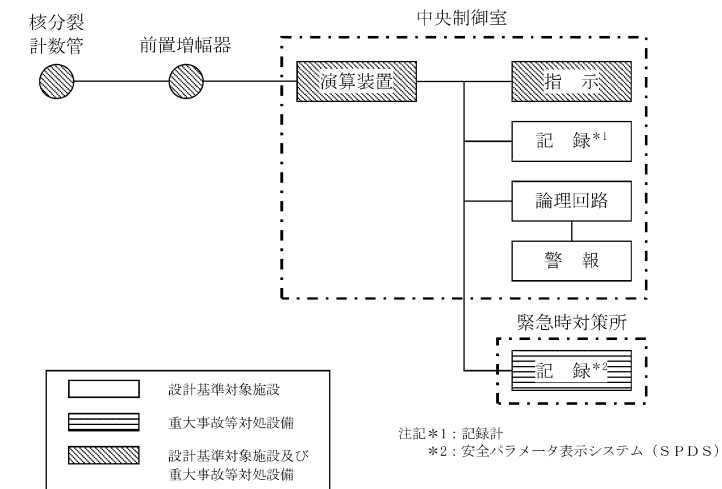 中央制御室
核分裂
計数管
前置増幅器
演算装置
指　示
記　録*1
論理回路
警　報
緊急時対策所
記　録*2
設計基準対象施設
重大事故等対処設備
設計基準対象施設及び
重大事故等対処設備
注記*1：記録計
*2：安全パラメータ表示システム（ＳＰＤＳ）